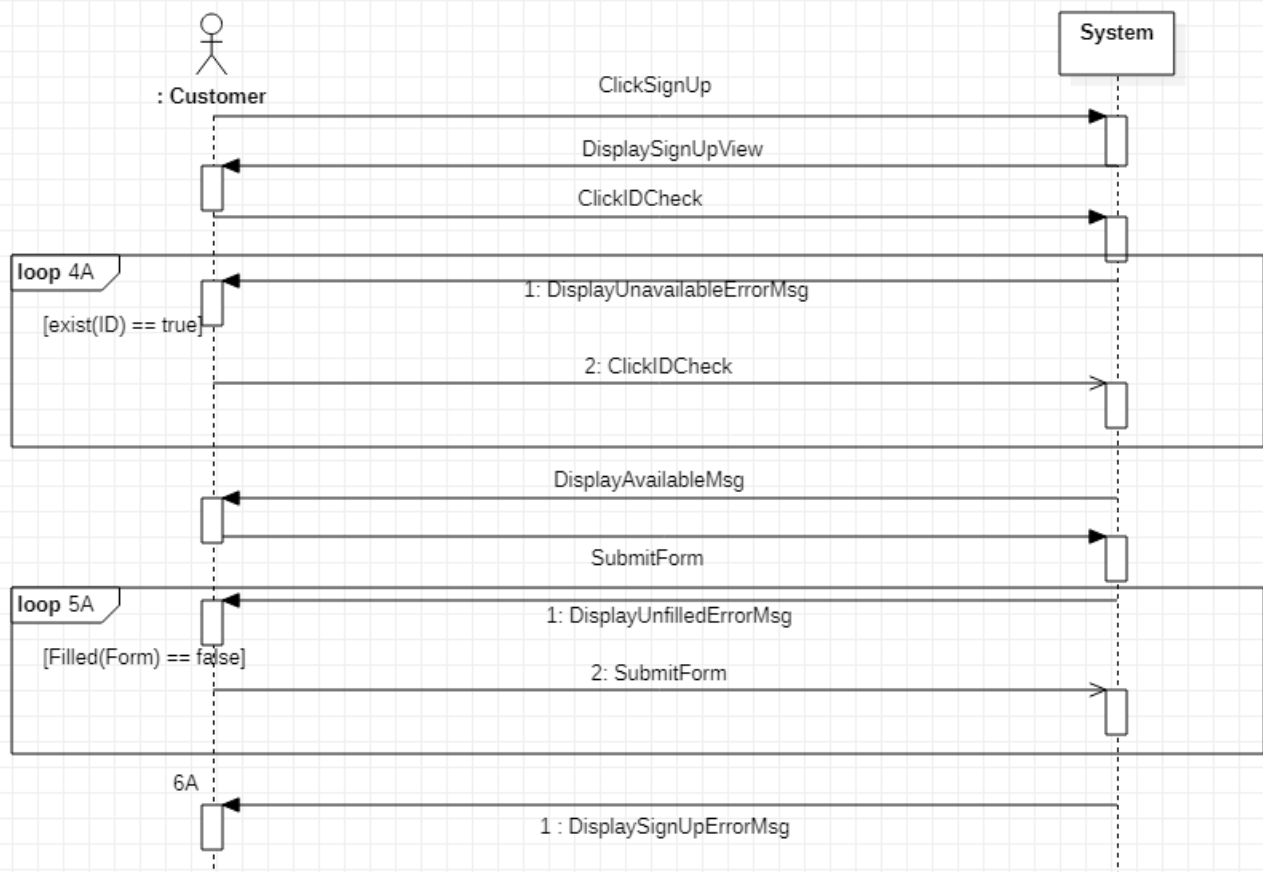 System
: Customer
ClickSignUp
DisplaySignUpView
ClickIDCheck
loop 4A
1: DisplayUnavailableErrorMsg
[exist(ID) == true]
2: ClickIDCheck
DisplayAvailableMsg
SubmitForm
loop 5A
1: DisplayUnfilledErrorMsg
[Filled(Form) == false]
2: SubmitForm
6A
1 : DisplaySignUpErrorMsg